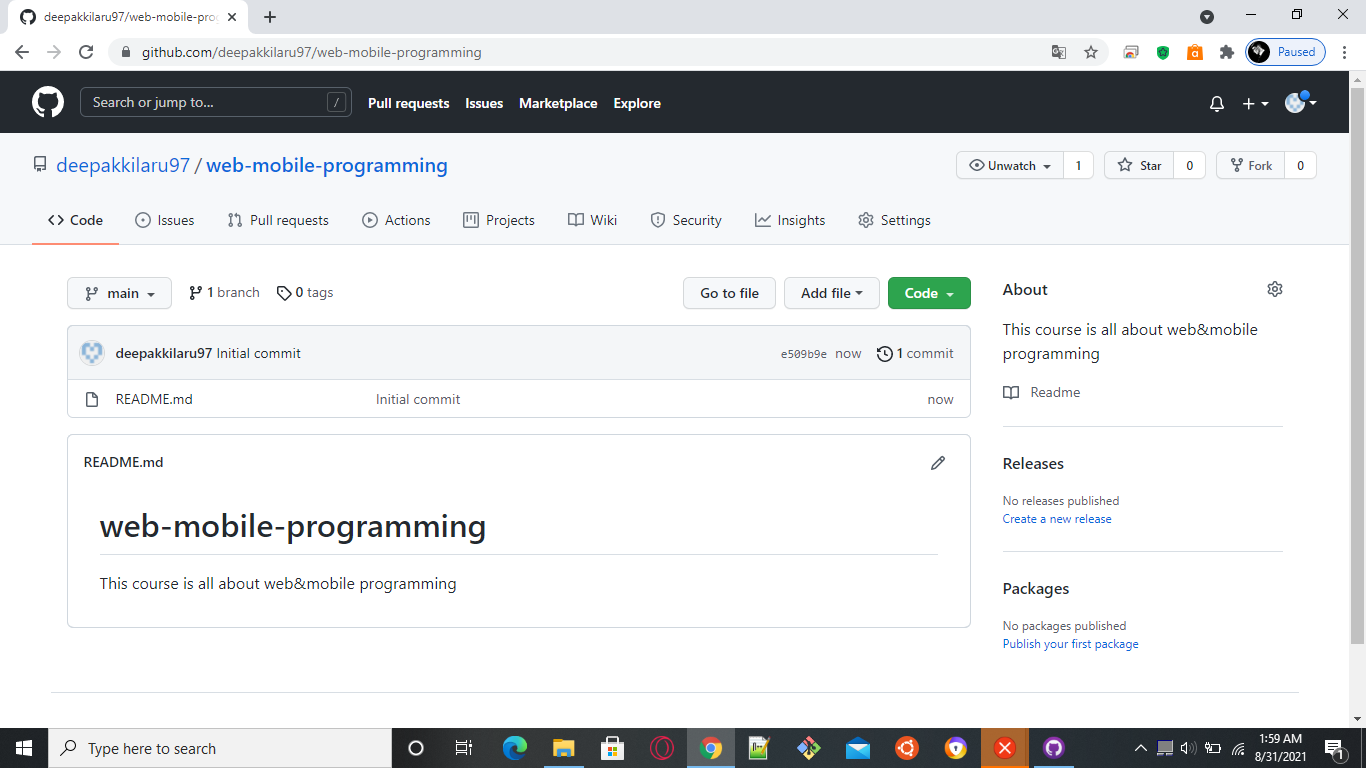 deepakkilaru97/web-mobile-pro
github.com/deepakkilaru97/web-mobile-programming
Paused
Search or jump to...
/
Pull requests
Issues
Marketplace
Explore
deepakkilaru97 / web-mobile-programming
Unwatch 1
Star 0
Fork 0
Code
Issues
Pull requests
Actions
Projects
Wiki
Security
Insights
Settings
main
1 branch
0 tags
Go to file
Add file
Code
deepakkilaru97 Initial commit
e509b9e now
1 commit
README.md
Initial commit
now
README.md
web-mobile-programming
This course is all about web&mobile programming
About
This course is all about web&mobile
programming
Readme
Releases
No releases published
Create a new release
Packages
No packages published
Publish your first package
Type here to search
1:59 AM
8/31/2021
1